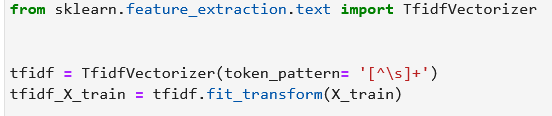 from sklearn.feature_extraction.text import TfidfVectorizer
tfidf = TfidfVectorizer(token_pattern= '[^\s]+')
tfidf_X_train = tfidf.fit_transform(X_train)